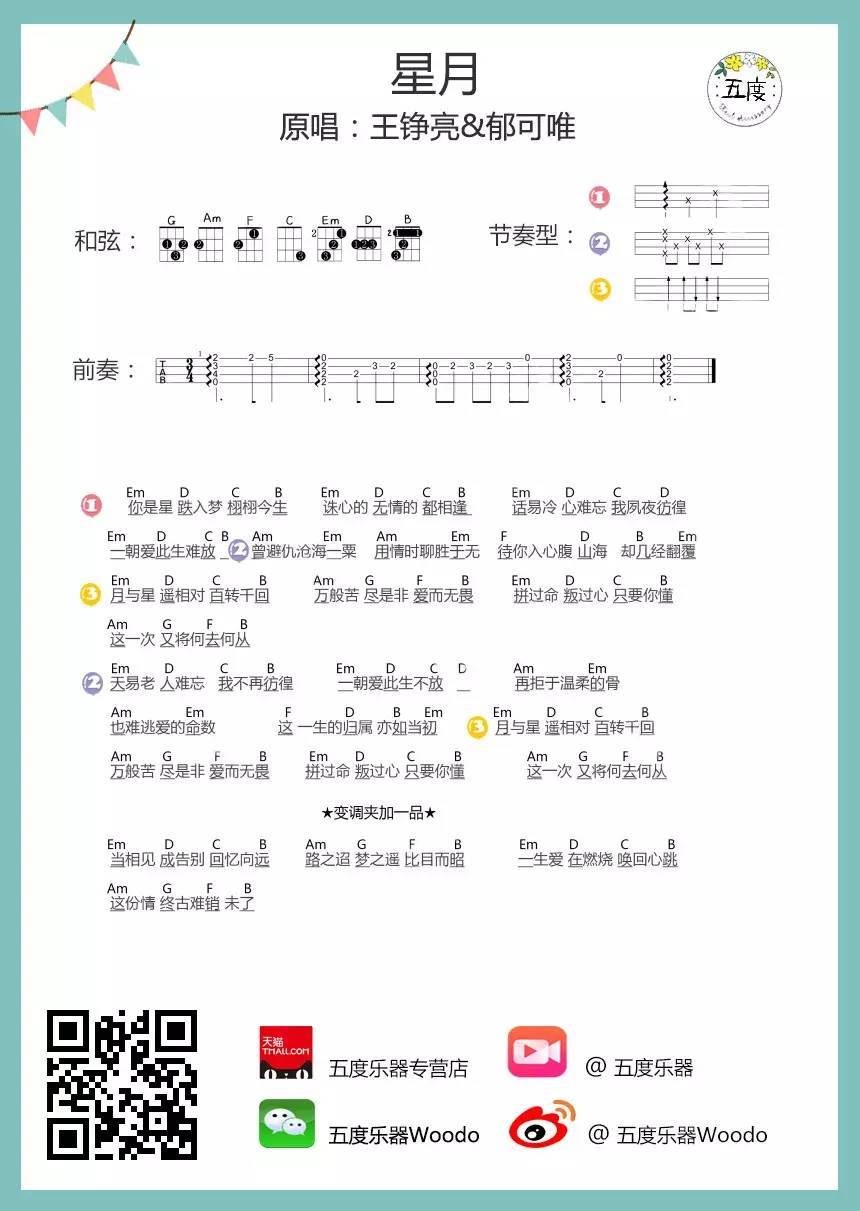 星月
原唱：王铮亮&郁可唯
五度
和弦：
G Am F C Em D B
节奏型：
1
2
3
前奏：
TAB 3/4
Em D C B Em D C B Em D C D
1 你是星 跌入梦 栩栩今生 诛心的 无情的 都相逢 话易冷 心难忘 我夙夜彷徨
Em D C B Am Em Am Em F D B Em
一朝爱此生难放 2 曾避仇沧海一粟 用情时聊胜于无 待你入心腹 山海 却几经翻覆
Em D C B Am G F B Em D C B
3 月与星 遥相对 百转千回 万般苦 尽是非 爱而无畏 拼过命 叛过心 只要你懂
Am G F B
这一次 又将何去何从
Em D C B Em D C D Am Em
2 天易老 人难忘 我不再彷徨 一朝爱此生不放 再拒于温柔的骨
Am Em F D B Em Em D C B
也难逃爱的命数 这 一生的归属 亦如当初 3 月与星 遥相对 百转千回
Am G F B Em D C B Am G F B
万般苦 尽是非 爱而无畏 拼过命 叛过心 只要你懂 这一次 又将何去何从
★变调夹加一品★
Em D C B Am G F B Em D C B
当相见 成告别 回忆向远 路之迢 梦之遥 比目而昭 一生爱 在燃烧 唤回心跳
Am G F B
这份情 终古难销 未了
天猫
TMALL.COM
五度乐器专营店
@ 五度乐器
五度乐器Woodo
@ 五度乐器Woodo